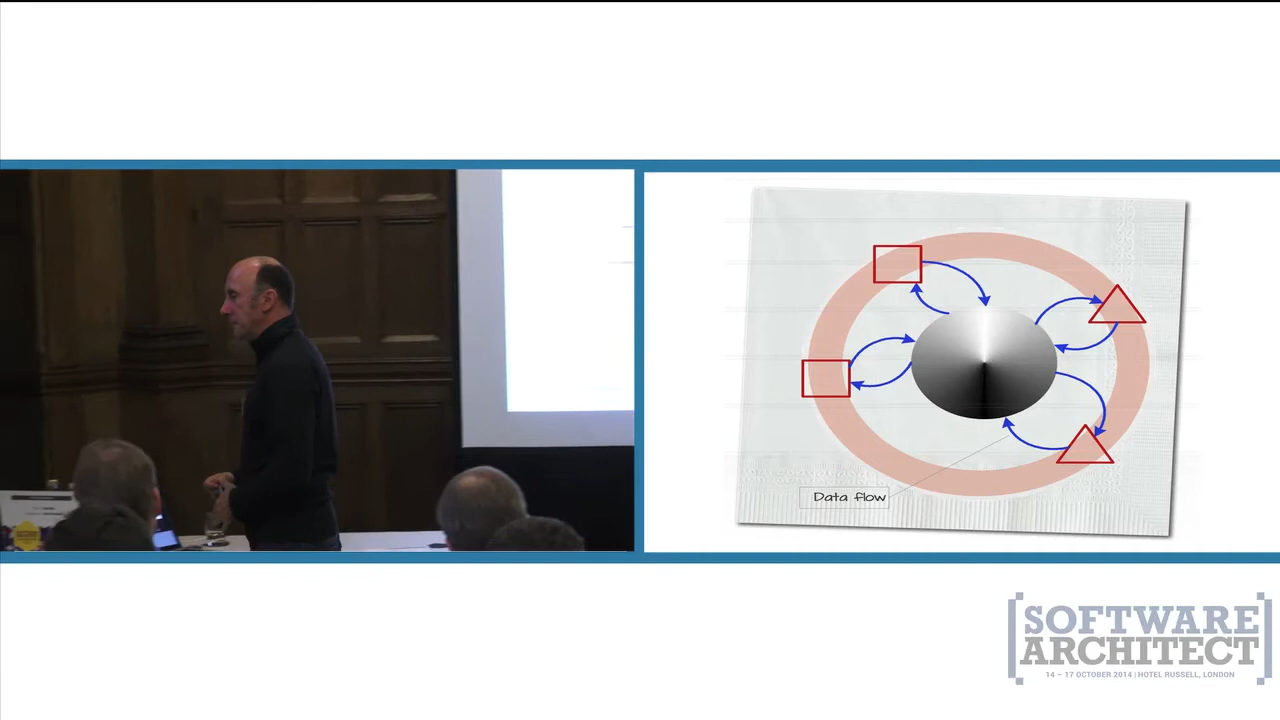 Data flow
SOFTWARE
ARCHITECT
14 – 17 OCTOBER 2014 | HOTEL RUSSELL, LONDON